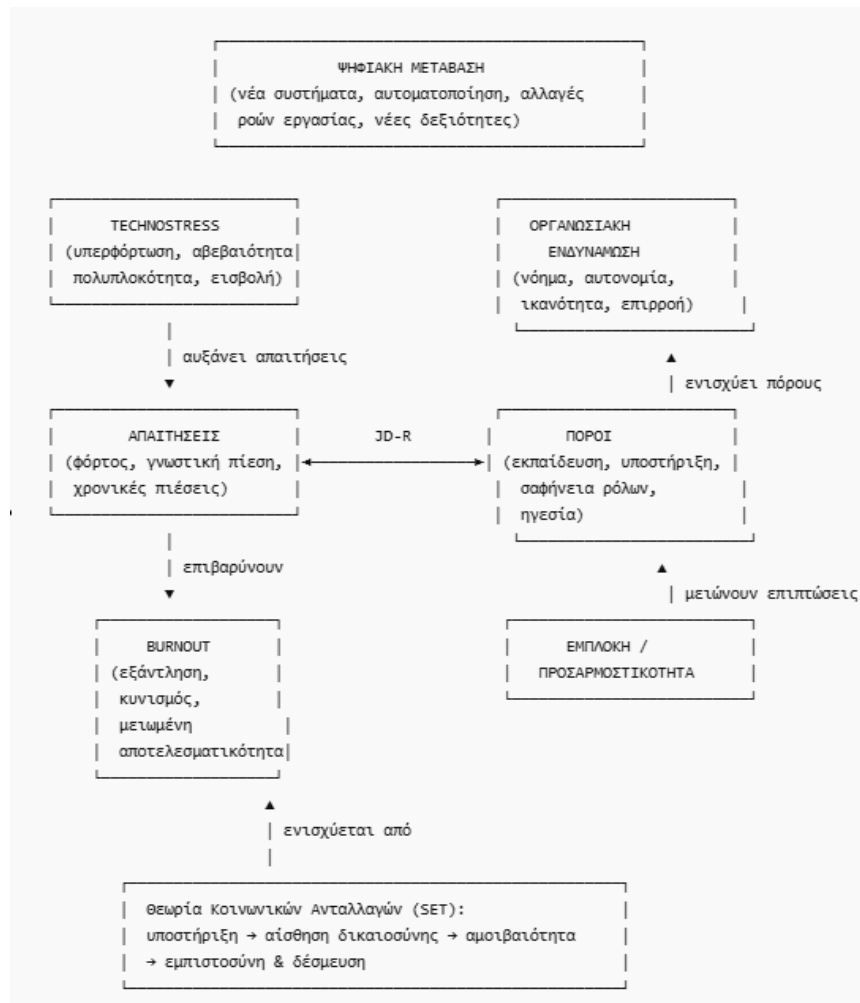 ΨΗΦΙΑΚΗ ΜΕΤΑΒΑΣΗ
(νέα συστήματα, αυτοματοποίηση, αλλαγές
ροών εργασίας, νέες δεξιότητες)
TECHNOSTRESS
(υπερφόρτωση, αβεβαιότητα
πολυπλοκότητα, εισβολή)
ΟΡΓΑΝΩΣΙΑΚΗ
ΕΝΔΥΝΑΜΩΣΗ
(νόημα, αυτονομία,
ικανότητα, επιρροή)
αυξάνει απαιτήσεις
ενισχύει πόρους
ΑΠΑΙΤΗΣΕΙΣ
(φόρτος, γνωστική πίεση,
χρονικές πιέσεις)
JD-R
ΠΟΡΟΙ
(εκπαίδευση, υποστήριξη,
σαφήνεια ρόλων,
ηγεσία)
επιβαρύνουν
μειώνουν επιπτώσεις
BURNOUT
(εξάντληση,
κυνισμός,
μειωμένη
αποτελεσματικότητα
ΕΜΠΛΟΚΗ /
ΠΡΟΣΑΡΜΟΣΤΙΚΟΤΗΤΑ
ενισχύεται από
Θεωρία Κοινωνικών Ανταλλαγών (SET):
υποστήριξη → αίσθηση δικαιοσύνης → αμοιβαιότητα
→ εμπιστοσύνη & δέσμευση